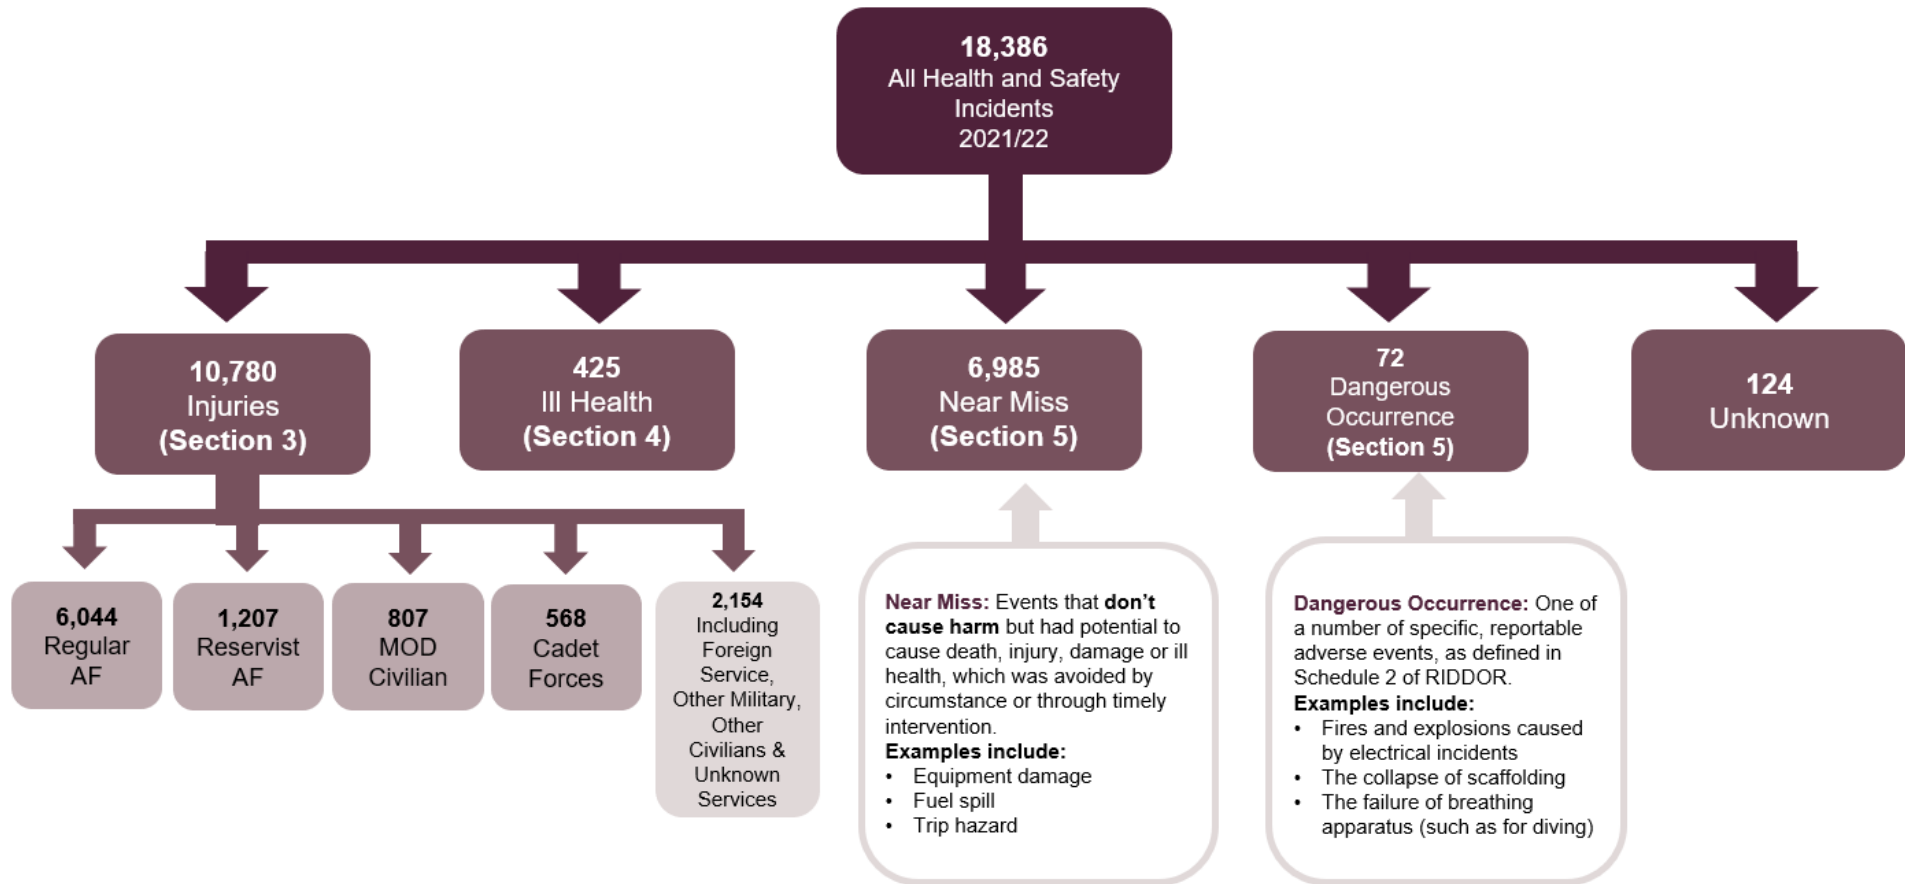 18,386
All Health and Safety
Incidents
2021/22
10,780
Injuries
(Section 3)
425
Ill Health
(Section 4)
6,985
Near Miss
(Section 5)
72
Dangerous
Occurrence
(Section 5)
124
Unknown
6,044
Regular
AF
1,207
Reservist
AF
807
MOD
Civilian
568
Cadet
Forces
2,154
Including
Foreign
Service,
Other Military,
Other
Civilians &
Unknown
Services
Near Miss: Events that don't
cause harm but had potential to
cause death, injury, damage or ill
health, which was avoided by
circumstance or through timely
intervention.
Examples include:
• Equipment damage
• Fuel spill
• Trip hazard
Dangerous Occurrence: One of
a number of specific, reportable
adverse events, as defined in
Schedule 2 of RIDDOR.
Examples include:
• Fires and explosions caused
by electrical incidents
• The collapse of scaffolding
• The failure of breathing
apparatus (such as for diving)